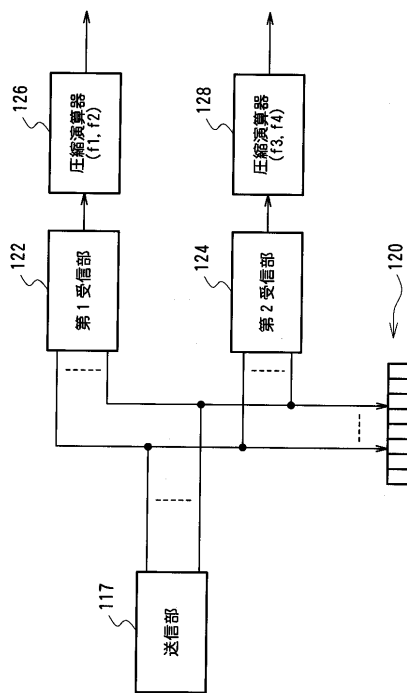 117
送信部
122
第1受信部
126
圧縮演算器
(f1, f2)
124
第2受信部
128
圧縮演算器
(f3, f4)
120